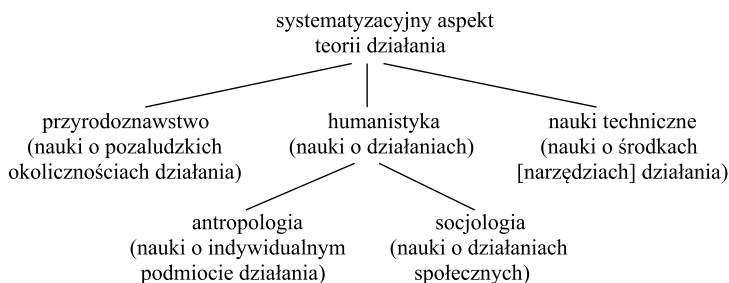 systematyzacyjny aspekt
teorii działania
przyrodoznawstwo
(nauki o pozaludzkich
okolicznościach działania)
humanistyka
(nauki o działaniach)
nauki techniczne
(nauki o środkach
[narzędziach] działania)
antropologia
(nauki o indywidualnym
podmiocie działania)
socjologia
(nauki o działaniach
społecznych)